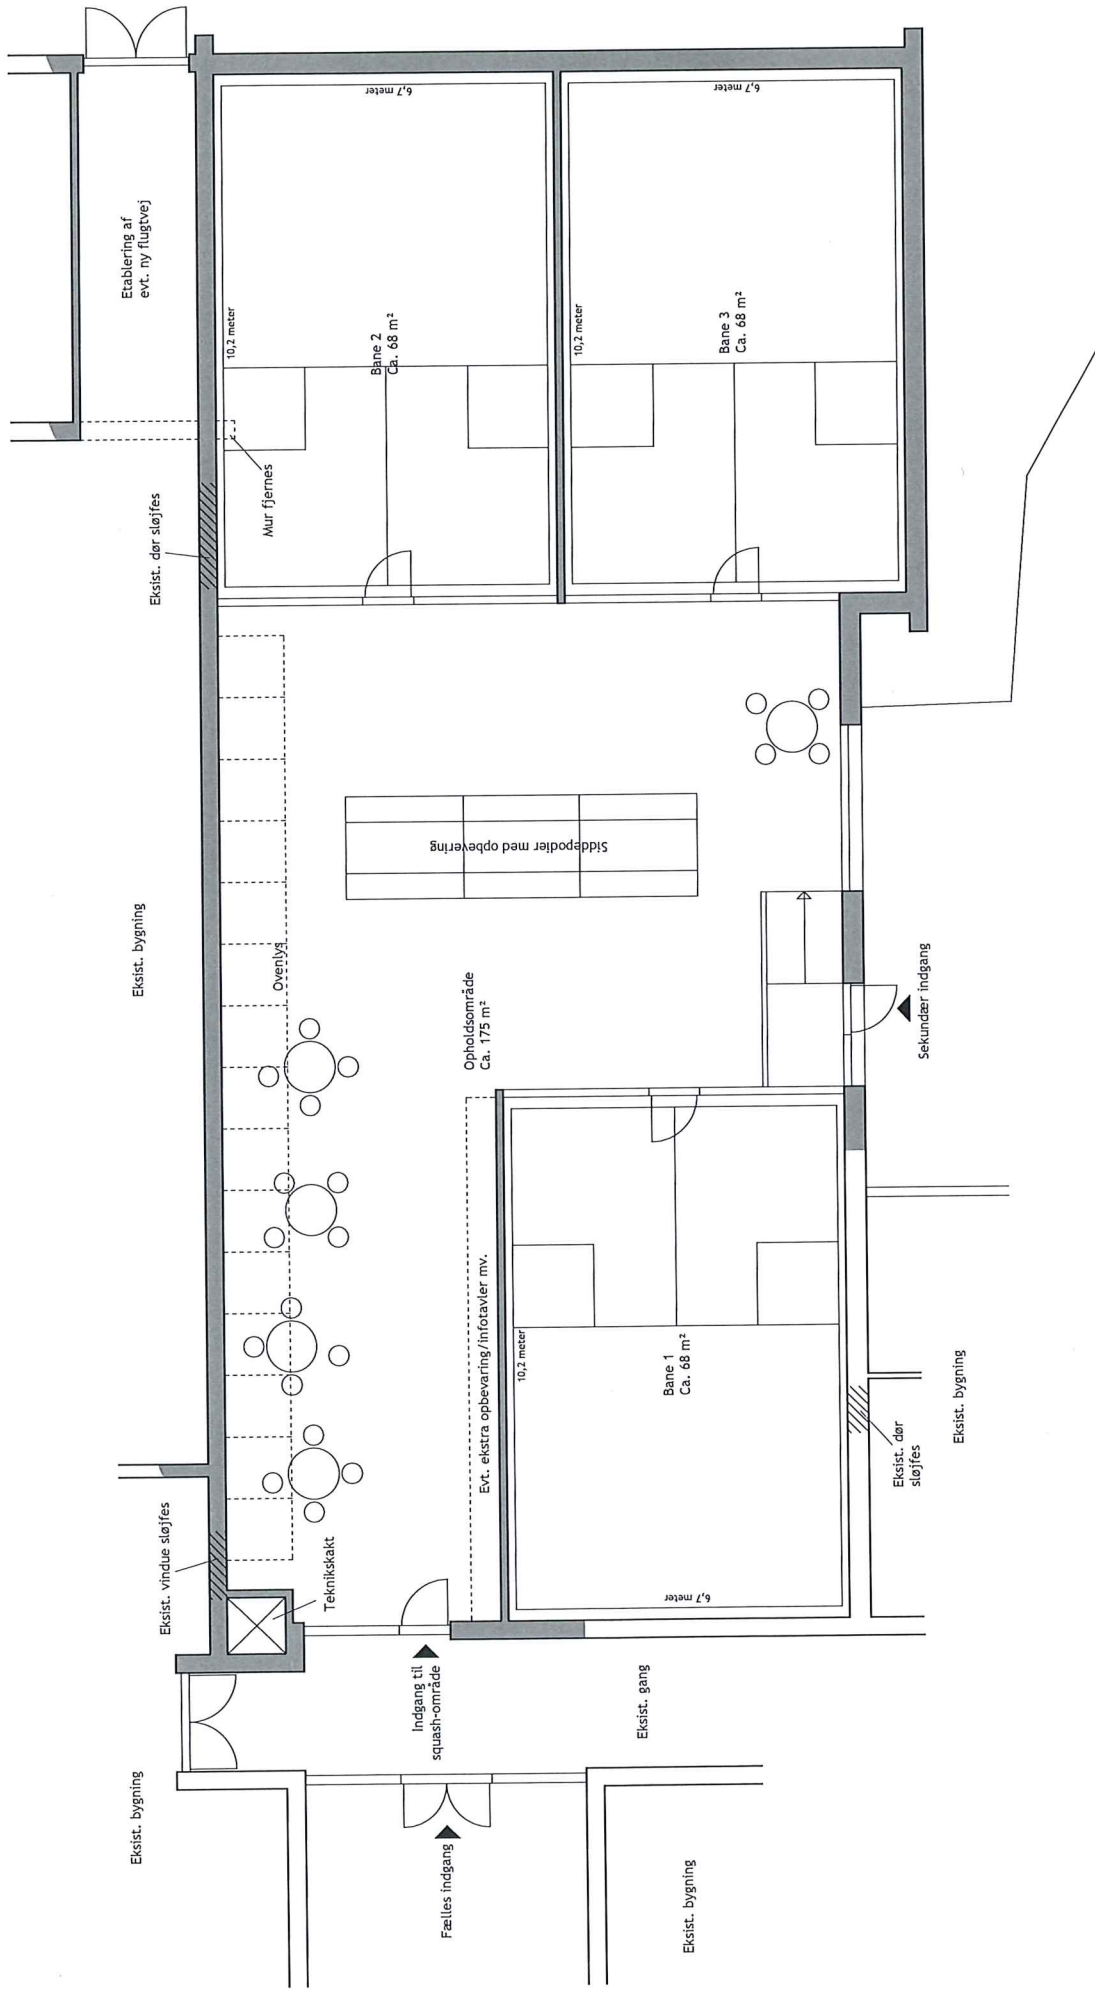 Eksist. bygning
Fælles indgang
Eksist. bygning
Indgang til
squash-område
Eksist. gang
Eksist. vindue sløjfes
Teknikskakt
Evt. ekstra opbevaring/infotavler mv.
6,7 meter
10,2 meter
Bane 1
Ca. 68 m²
Eksist. dør
sløjfes
Eksist. bygning
Eksist. bygning
Ovenlys
Opholdsområde
Ca. 175 m²
Sekundær indgang
Siddepodier med opbevering
Eksist. dør sløjfes
Mur fjernes
Etablering af
evt. ny flugtvej
10,2 meter
Bane 2
Ca. 68 m²
6,7 meter
10,2 meter
Bane 3
Ca. 68 m²
6,7 meter